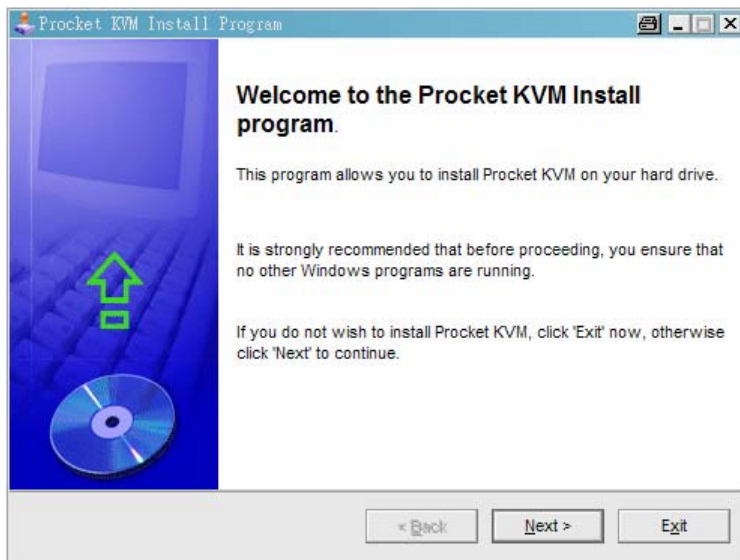 Procket KVM Install Program
Welcome to the Procket KVM Install
program.
This program allows you to install Procket KVM on your hard drive.
It is strongly recommended that before proceeding, you ensure that
no other Windows programs are running.
If you do not wish to install Procket KVM, click 'Exit' now, otherwise
click 'Next' to continue.
< Back
Next >
Exit